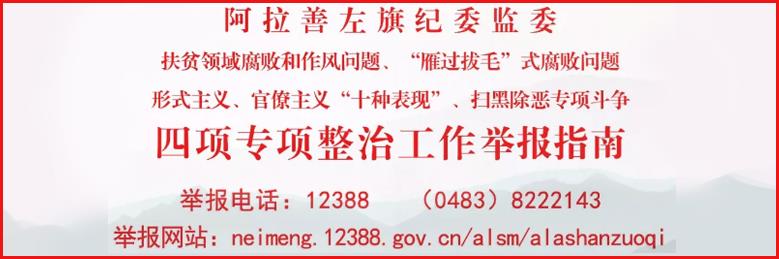 阿拉善左旗纪委监委
扶贫领域腐败和作风问题、“雁过拔毛”式腐败问题
形式主义、官僚主义“十种表现”、扫黑除恶专项斗争
四项专项整治工作举报指南
举报电话：12388 （0483）8222143
举报网站：neimeng.12388.gov.cn/alsm/alashanzuoqi